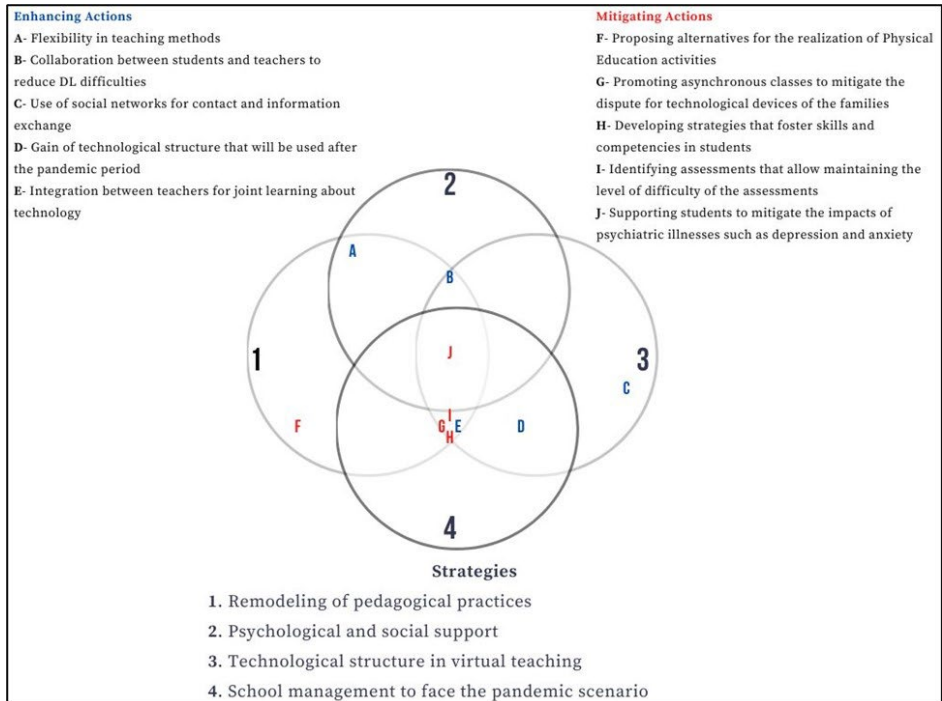 Enhancing Actions
A- Flexibility in teaching methods
B- Collaboration between students and teachers to
reduce DL difficulties
C- Use of social networks for contact and information
exchange
D- Gain of technological structure that will be used after
the pandemic period
E- Integration between teachers for joint learning about
technology
Mitigating Actions
F- Proposing alternatives for the realization of Physical
Education activities
G- Promoting asynchronous classes to mitigate the
dispute for technological devices of the families
H- Developing strategies that foster skills and
competencies in students
I- Identifying assessments that allow maintaining the
level of difficulty of the assessments
J- Supporting students to mitigate the impacts of
psychiatric illnesses such as depression and anxiety
2
A
B
J
1
3
C
I
F
G E
D
H
4
Strategies
1. Remodeling of pedagogical practices
2. Psychological and social support
3. Technological structure in virtual teaching
4. School management to face the pandemic scenario